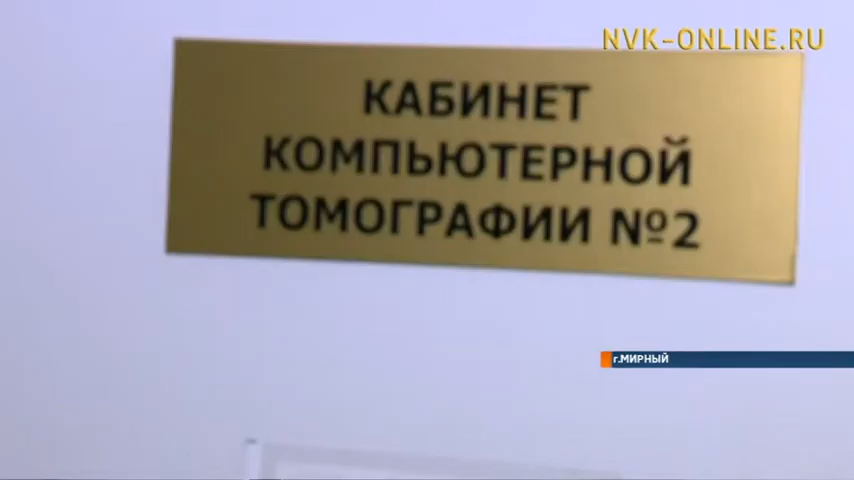 NVK-ONLINE.RU
КАБИНЕТ
КОМПЬЮТЕРНОЙ
ТОМОГРАФИИ №2
г.МИРНЫЙ